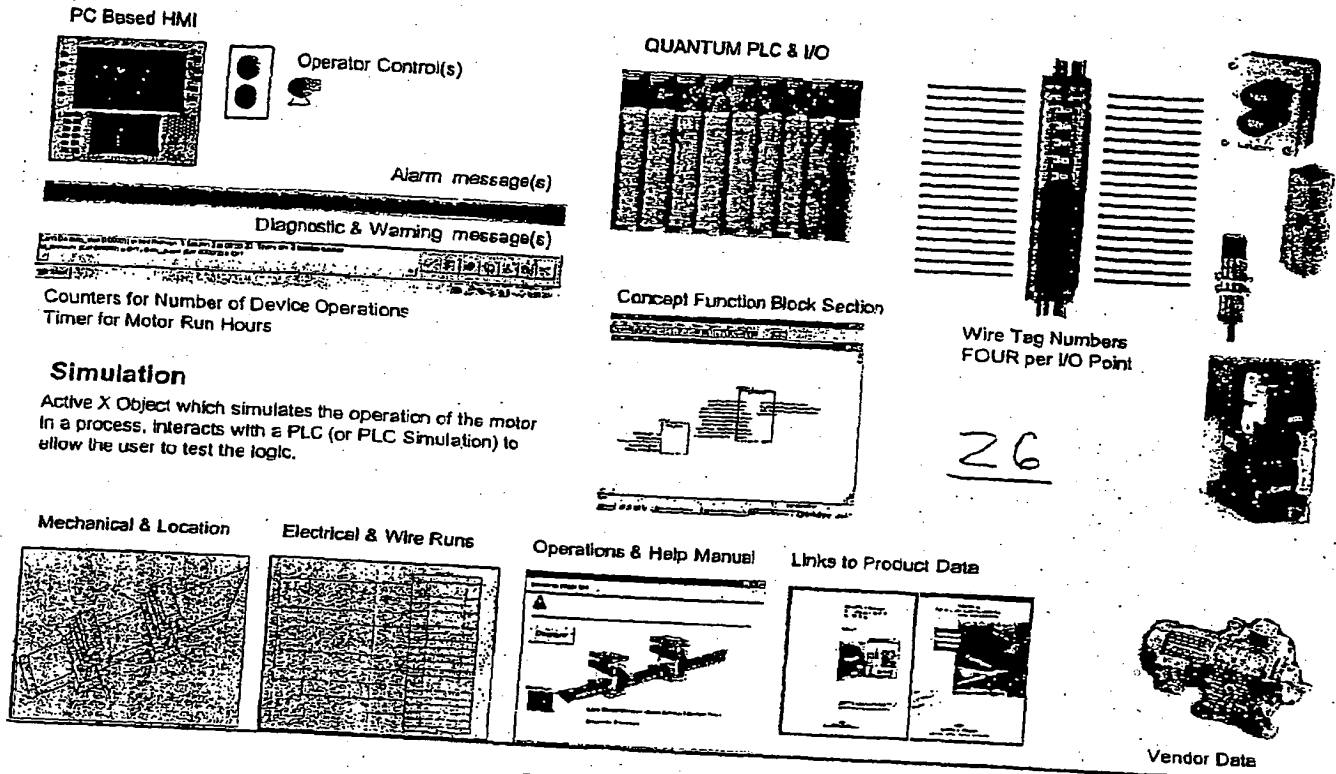 PC Based HMI
Operator Control(s)
Alarm message(s)
Diagnostic & Warning message(s)
Counters for Number of Device Operations
Timer for Motor Run Hours
Simulation
Active X Object which simulates the operation of the motor
in a process, interacts with a PLC (or PLC Simulation) to
allow the user to test the logic.
QUANTUM PLC & I/O
Concept Function Block Section
Wire Tag Numbers
FOUR per I/O Point
26
Mechanical & Location
Electrical & Wire Runs
Operations & Help Manual
Links to Product Data
Vendor Data